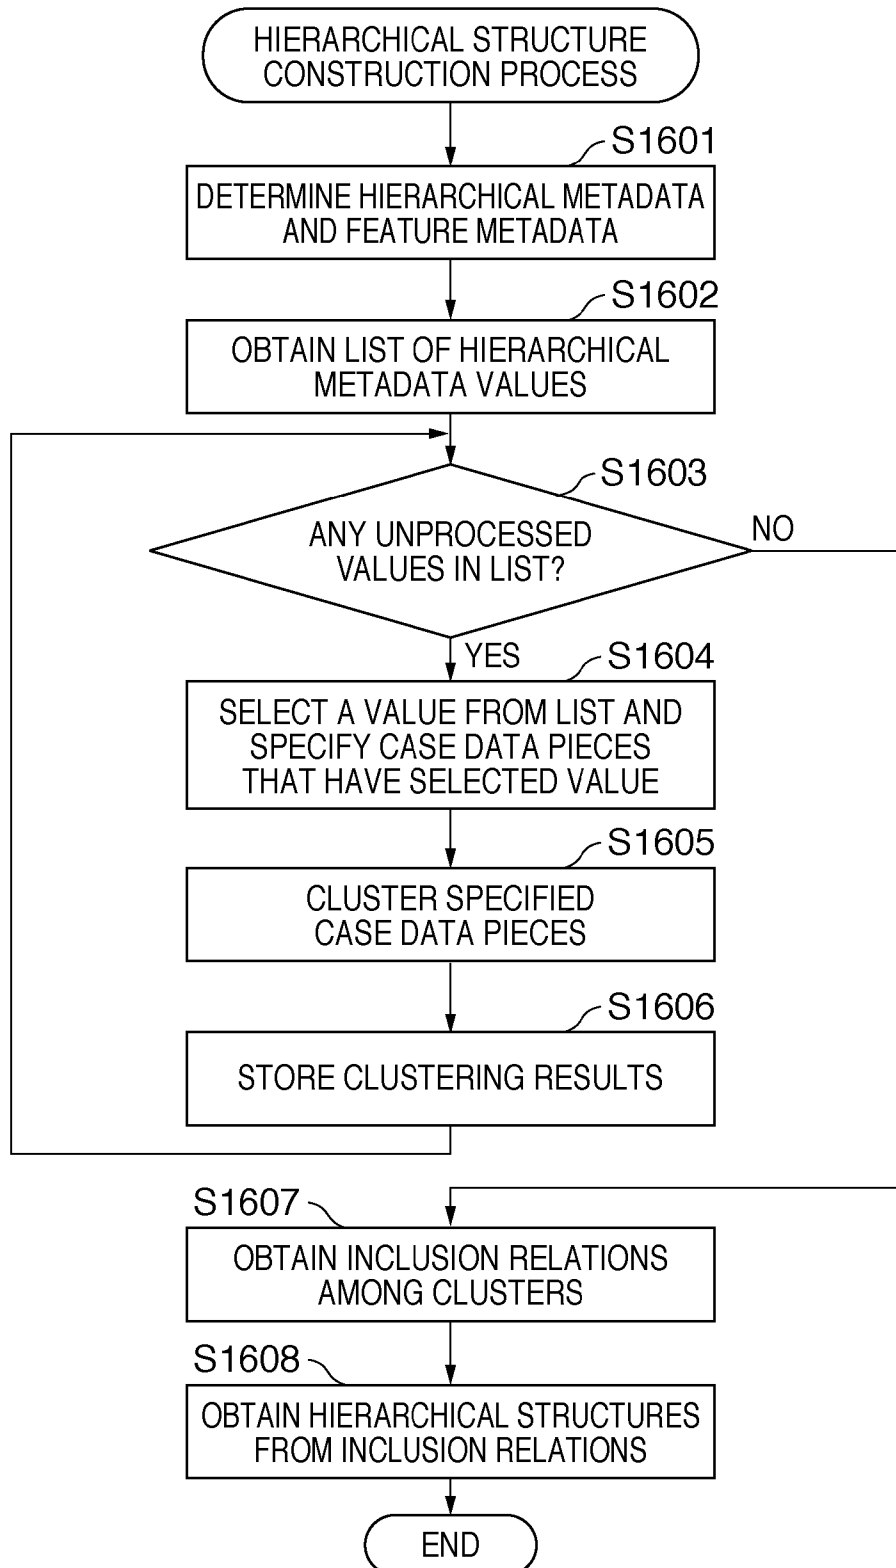 HIERARCHICAL STRUCTURE
CONSTRUCTION PROCESS
S1601
DETERMINE HIERARCHICAL METADATA
AND FEATURE METADATA
S1602
OBTAIN LIST OF HIERARCHICAL
METADATA VALUES
S1603
ANY UNPROCESSED
VALUES IN LIST?
NO
YES
S1604
SELECT A VALUE FROM LIST AND
SPECIFY CASE DATA PIECES
THAT HAVE SELECTED VALUE
S1605
CLUSTER SPECIFIED
CASE DATA PIECES
S1606
STORE CLUSTERING RESULTS
S1607
OBTAIN INCLUSION RELATIONS
AMONG CLUSTERS
S1608
OBTAIN HIERARCHICAL STRUCTURES
FROM INCLUSION RELATIONS
END